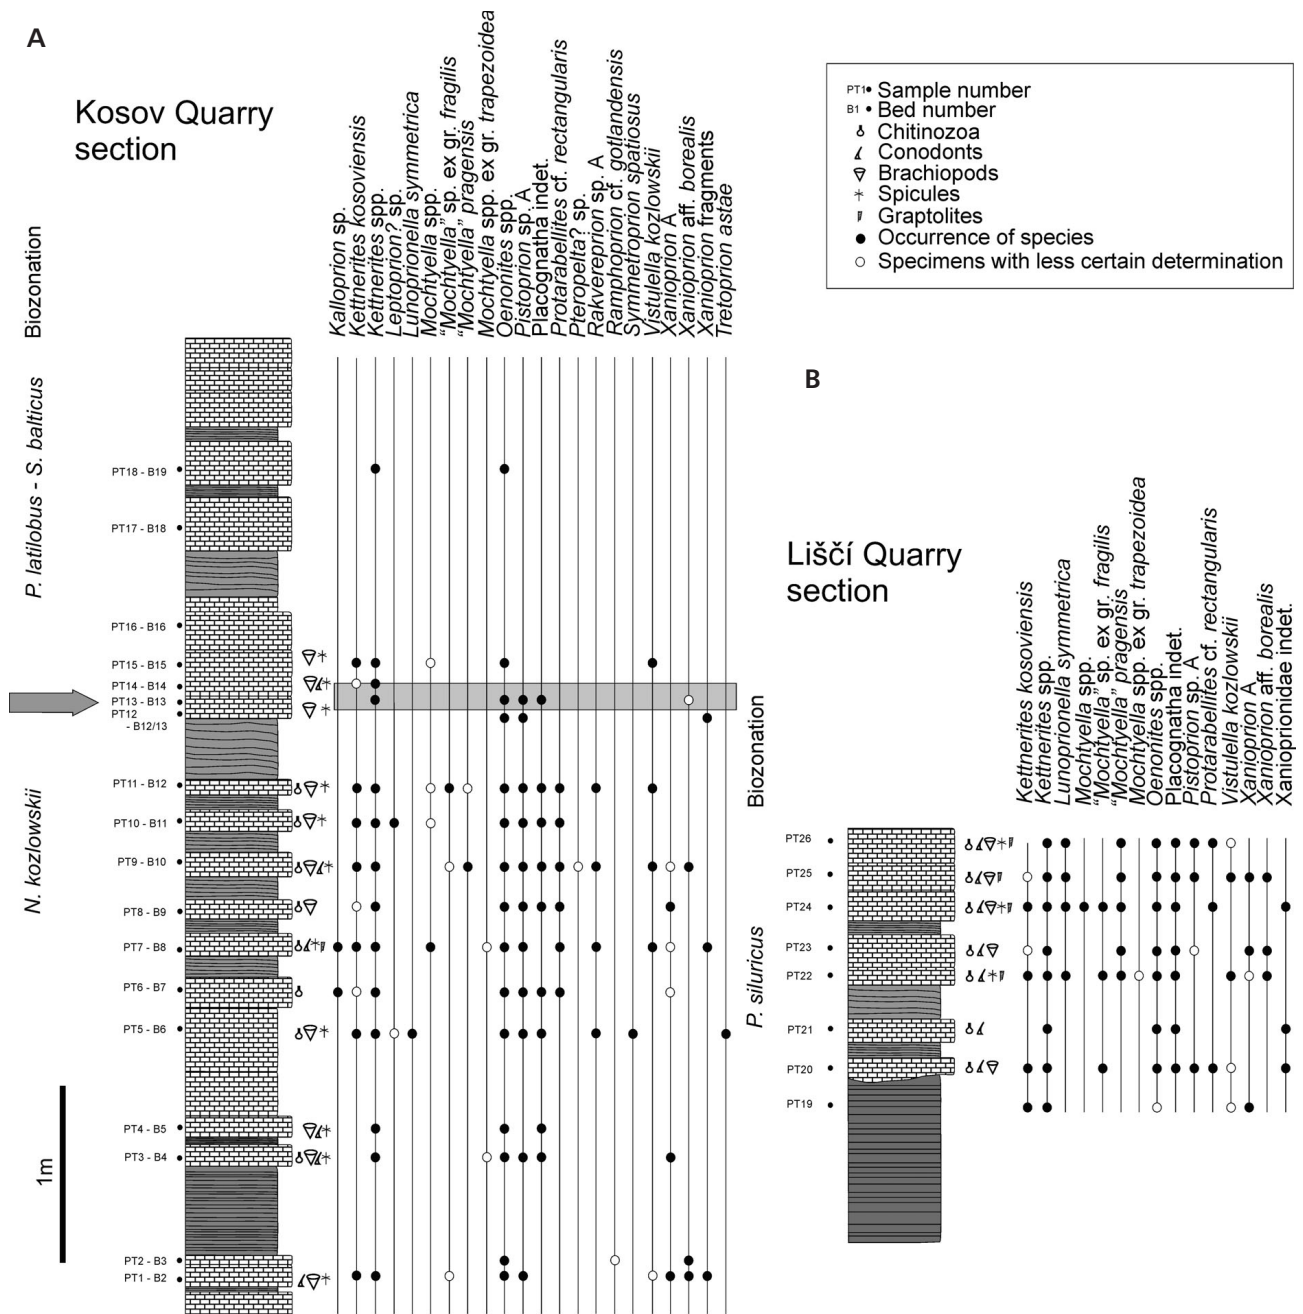 A
Kosov Quarry
section
Biozonation
Kalloprion sp.
Kettnerites kosoviensis
Kettnerites spp.
Leptoprion? sp.
Lunoprionella symmetrica
Mochtyella spp.
“Mochtyella” sp. ex gr. fragilis
“Mochtyella” pragensis
Mochtyella spp. ex gr. trapezoidea
Oenonites spp.
Pistoprion sp. A
Placognatha indet.
Protarabellites cf. rectangularis
Pteropelta? sp.
Rakvereprion sp. A
Ramphoprion cf. gotlandensis
Symmetroprion spatiosus
Vistulella kozlowskii
Xanioprion A
Xanioprion aff. borealis
Xanioprion fragments
Tretoprion astae
PT1 Sample number
B1 Bed number
Chitinozoa
Conodonts
Brachiopods
Spicules
Graptolites
Occurrence of species
Specimens with less certain determination
P. latilobus - S. balticus
N. kozlowskii
PT18 - B19
PT17 - B18
PT16 - B16
PT15 - B15
PT14 - B14
PT13 - B13
PT12
- B12/13
PT11 - B12
PT10 - B11
PT9 - B10
PT8 - B9
PT7 - B8
PT6 - B7
PT5 - B6
PT4 - B5
PT3 - B4
PT2 - B3
PT1 - B2
1m
B
Liščí Quarry
section
Biozonation
P. siluricus
Kettnerites kosoviensis
Kettnerites spp.
Lunoprionella symmetrica
Mochtyella spp.
“Mochtyella” sp. ex gr. fragilis
“Mochtyella” pragensis
Mochtyella spp. ex gr. trapezoidea
Oenonites spp.
Placognatha indet.
Pistoprion sp. A
Protarabellites cf. rectangularis
Vistulella kozlowskii
Xanioprion A
Xanioprion aff. borealis
Xanioprionidae indet.
PT26
PT25
PT24
PT23
PT22
PT21
PT20
PT19